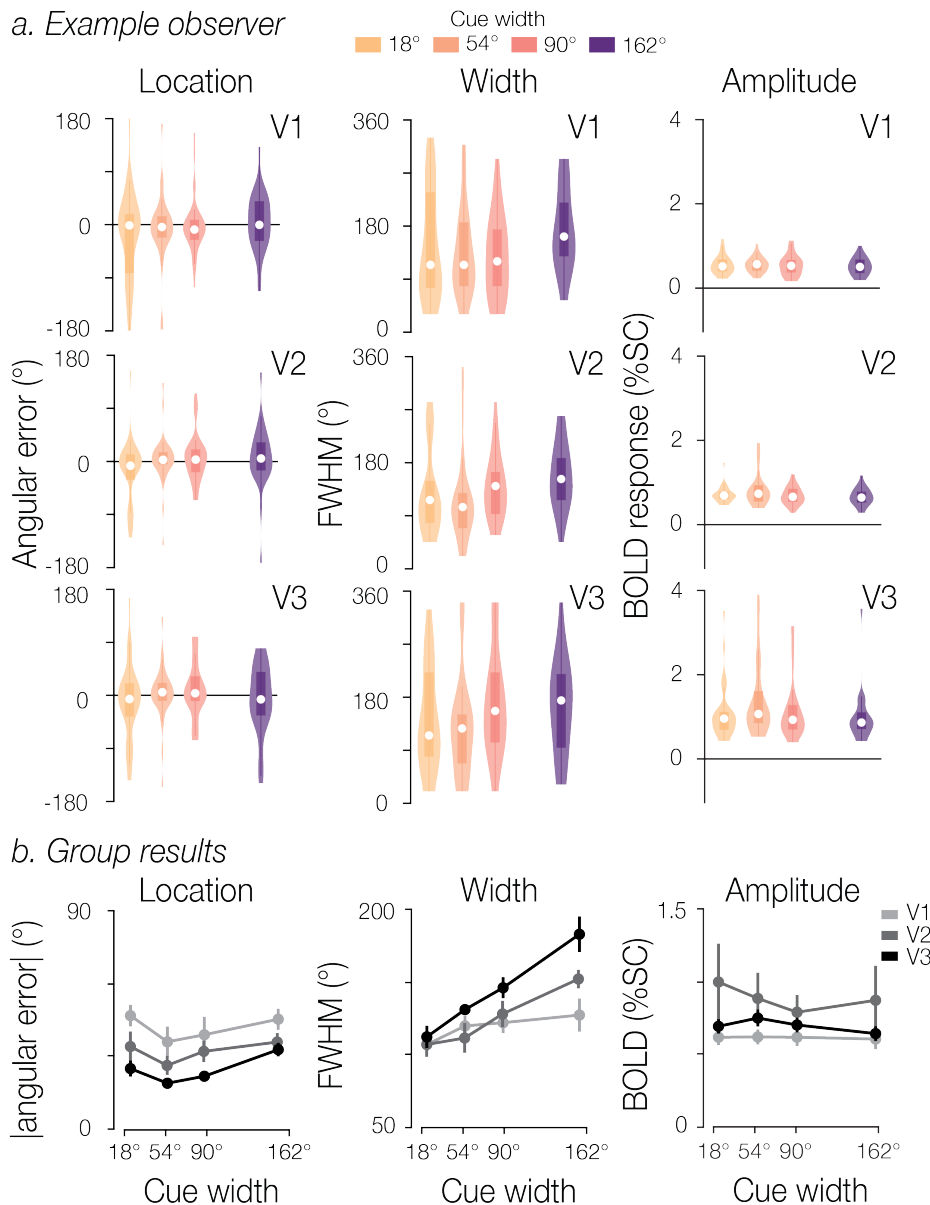 a. Example observer
Cue width
18° 54° 90° 162°
Location Width Amplitude
180 V1 360 V1 4 V1
2
0 180 0
-180 0
180 V2 360 V2 4 V2
2
0 180 0
-180 0
180 V3 360 V3 4 V3
2
0 180 0
-180 0
Angular error (°)
FWHM (°)
BOLD response (%SC)
b. Group results
Location Width Amplitude
90 200 1.5
V1
V2
V3
|angular error| (°)
FWHM (°)
BOLD (%SC)
0 50 0
18° 54° 90° 162° 18° 54° 90° 162° 18° 54° 90° 162°
Cue width Cue width Cue width